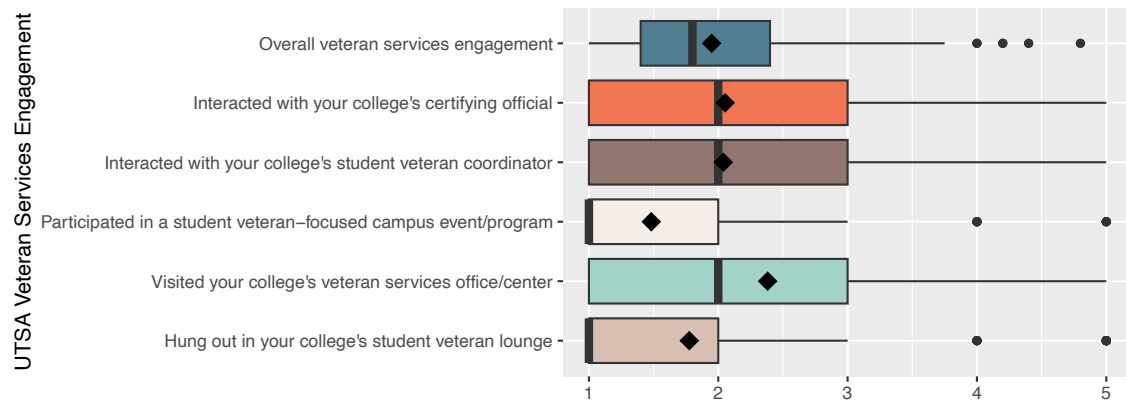 UTSA Veteran Services Engagement
Overall veteran services engagement
Interacted with your college's certifying official
Interacted with your college's student veteran coordinator
Participated in a student veteran−focused campus event/program
Visited your college's veteran services office/center
Hung out in your college's student veteran lounge
1 2 3 4 5